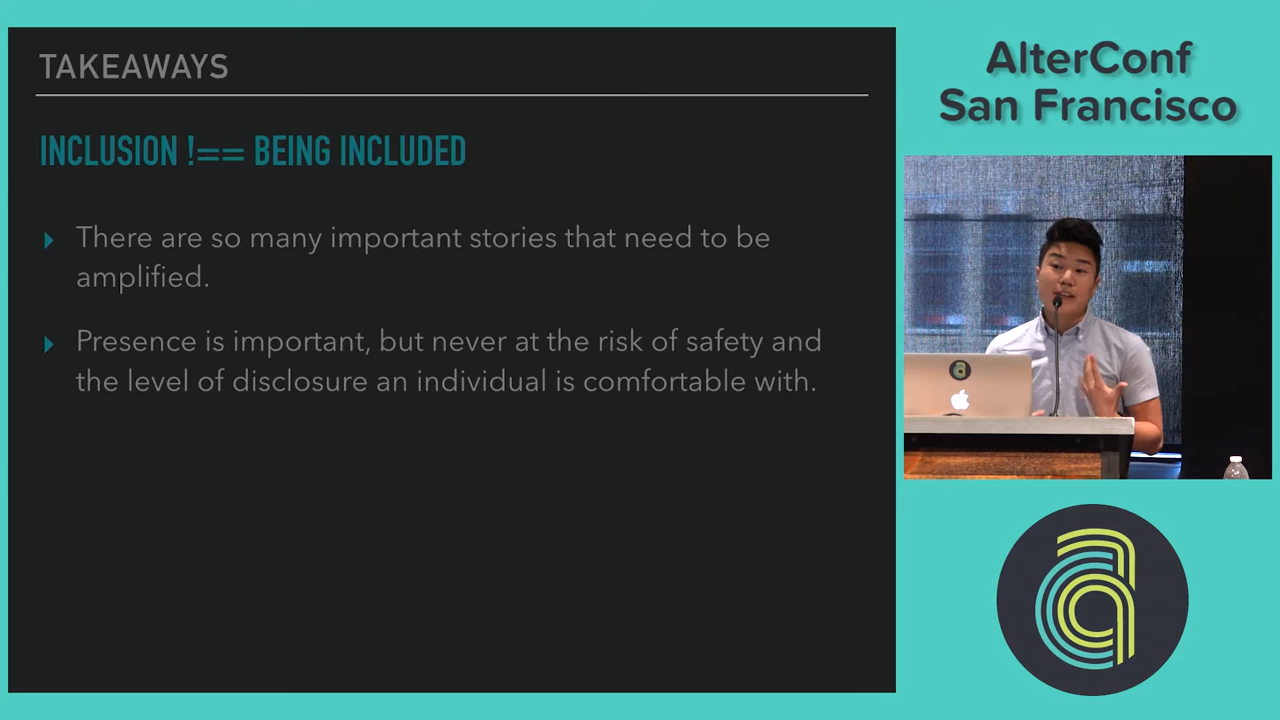 TAKEAWAYS
INCLUSION !== BEING INCLUDED
There are so many important stories that need to be
amplified.
Presence is important, but never at the risk of safety and
the level of disclosure an individual is comfortable with.
AlterConf
San Francisco